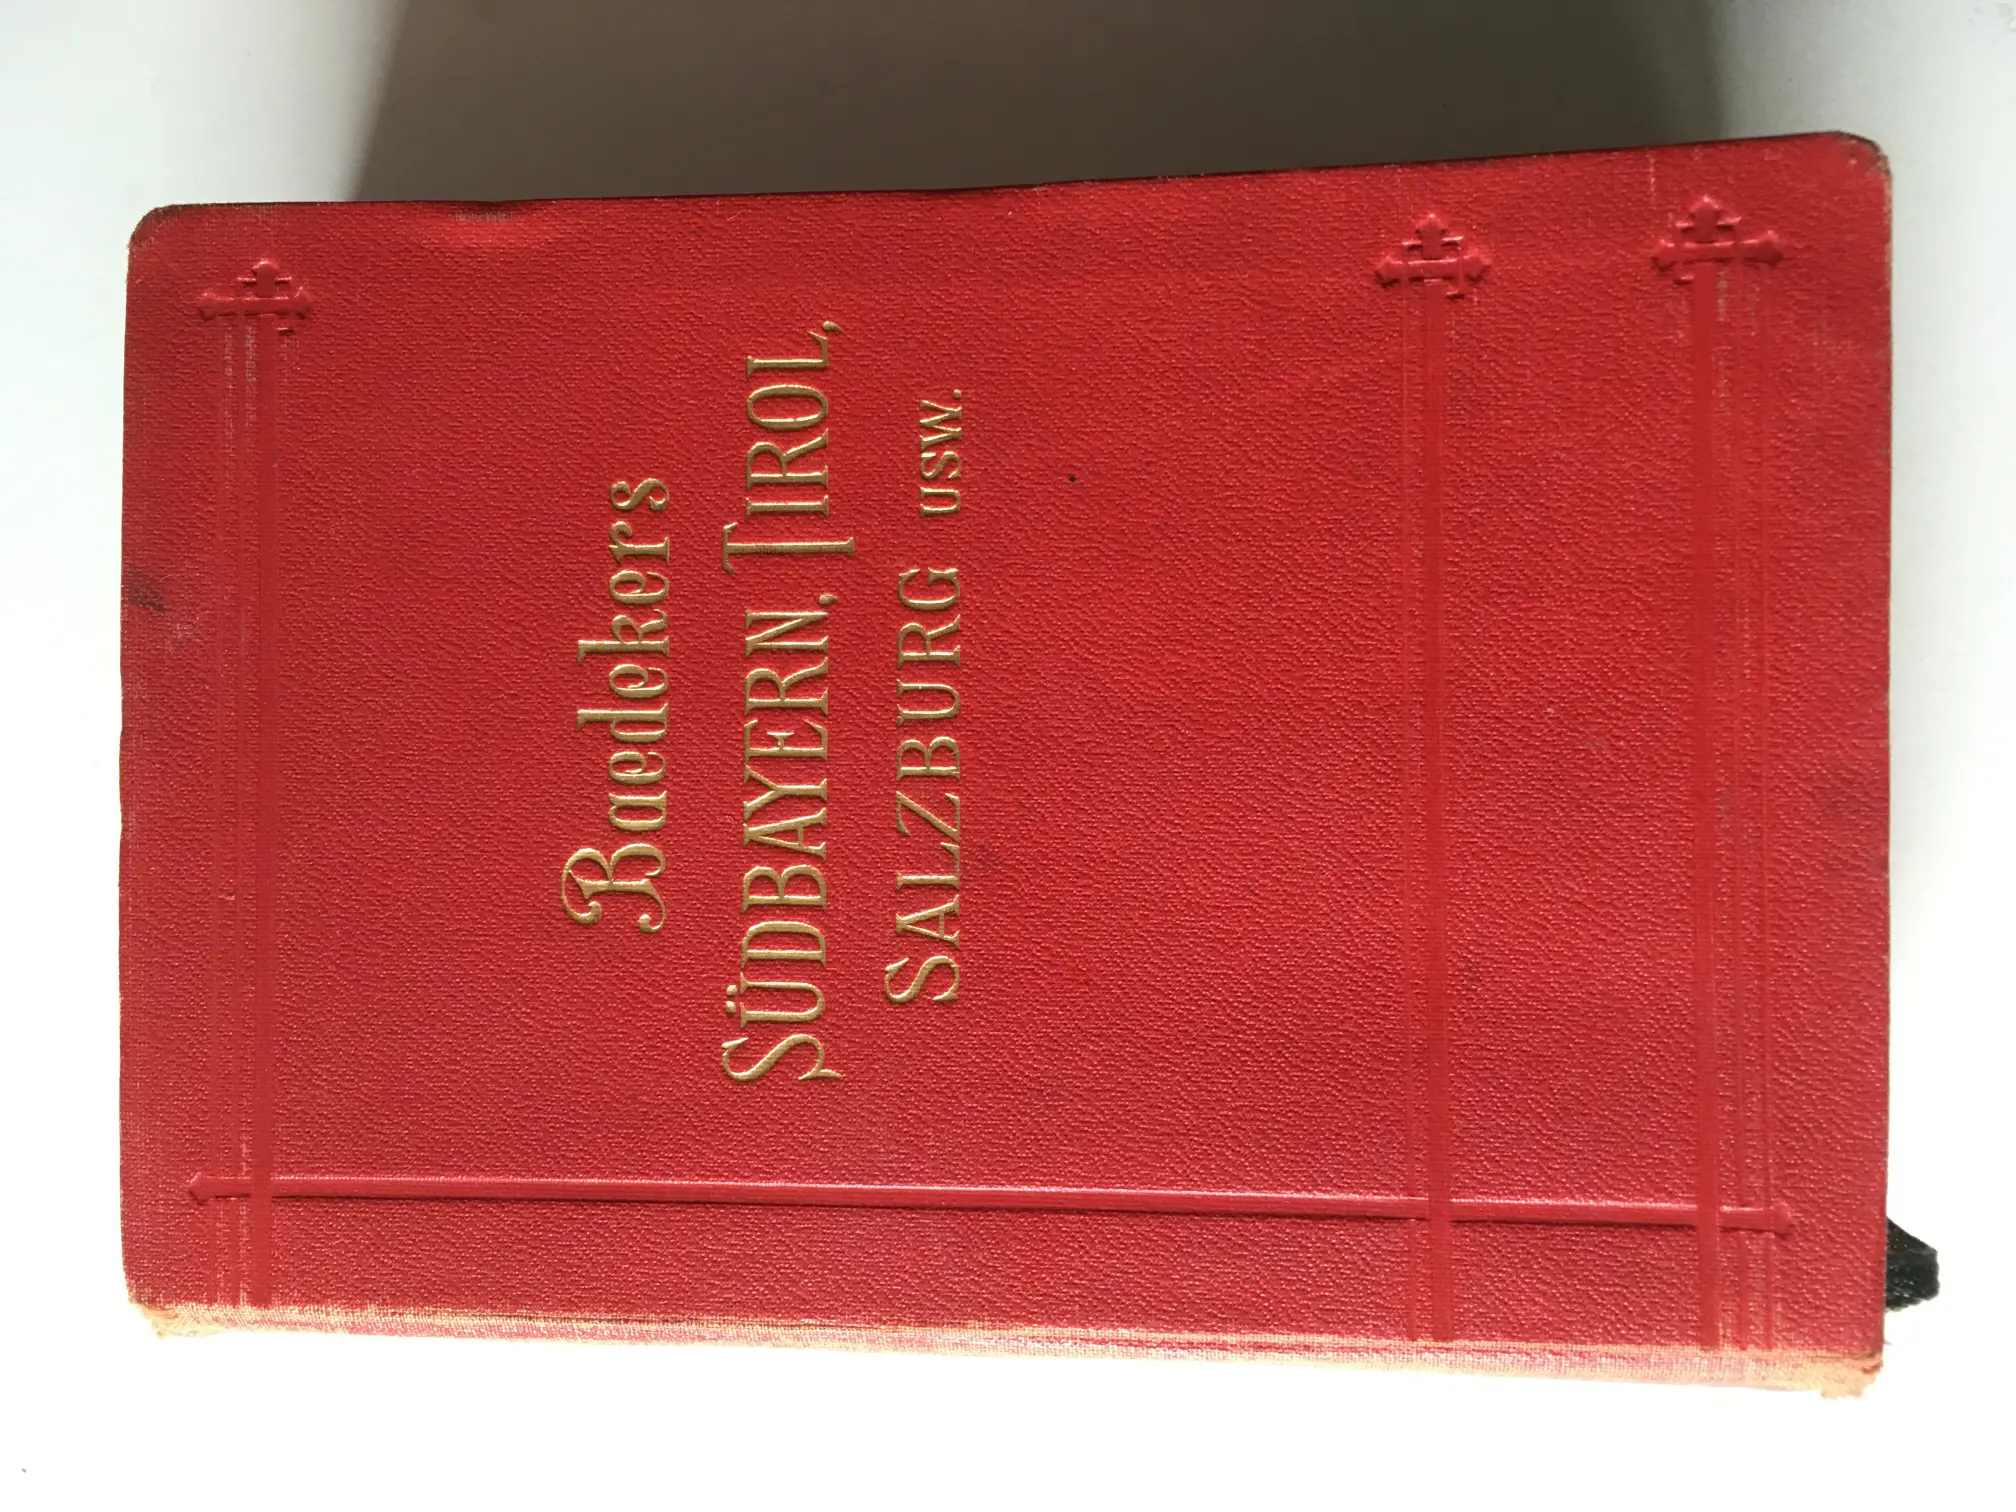 Baedekers
SÜDBAYERN, TIROL,
SALZBURG USW.